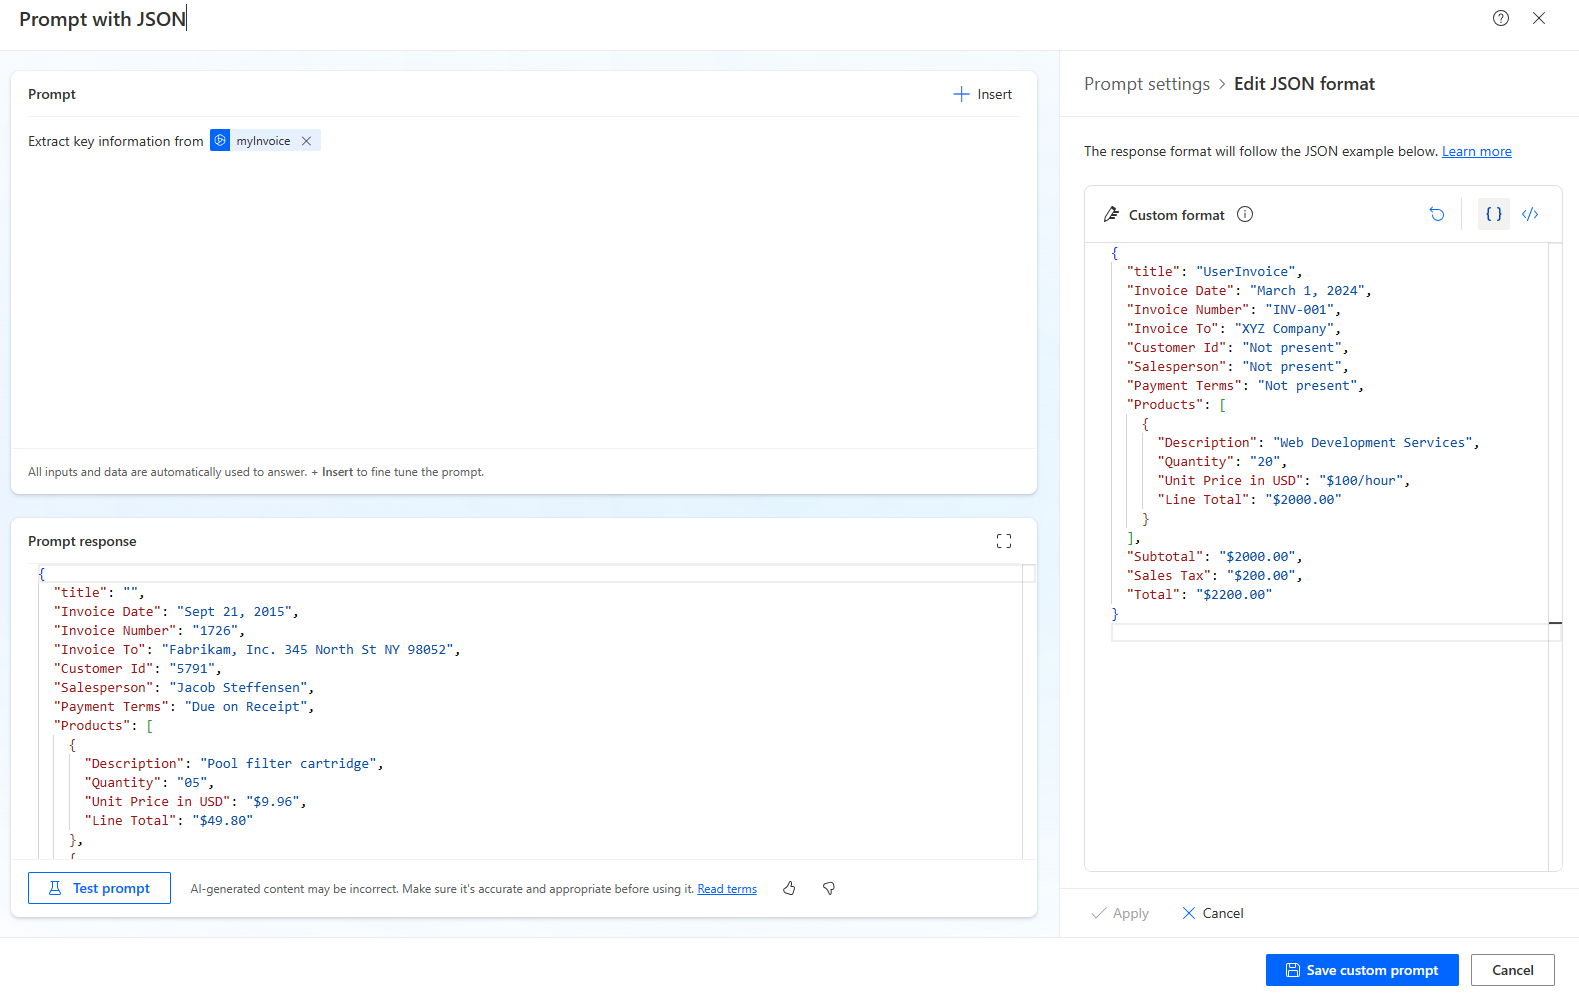 Prompt with JSON
Prompt
Insert
Extract key information from myInvoice
All inputs and data are automatically used to answer. + Insert to fine tune the prompt.
Prompt response
{
"title": "",
"Invoice Date": "Sept 21, 2015",
"Invoice Number": "1726",
"Invoice To": "Fabrikam, Inc. 345 North St NY 98052",
"Customer Id": "5791",
"Salesperson": "Jacob Steffensen",
"Payment Terms": "Due on Receipt",
"Products": [
{
"Description": "Pool filter cartridge",
"Quantity": "05",
"Unit Price in USD": "$9.96",
"Line Total": "$49.80"
},
{
Test prompt
AI-generated content may be incorrect. Make sure it's accurate and appropriate before using it. Read terms
Prompt settings > Edit JSON format
The response format will follow the JSON example below. Learn more
Custom format
{ }
</>
{
"title": "UserInvoice",
"Invoice Date": "March 1, 2024",
"Invoice Number": "INV-001",
"Invoice To": "XYZ Company",
"Customer Id": "Not present",
"Salesperson": "Not present",
"Payment Terms": "Not present",
"Products": [
{
"Description": "Web Development Services",
"Quantity": "20",
"Unit Price in USD": "$100/hour",
"Line Total": "$2000.00"
}
],
"Subtotal": "$2000.00",
"Sales Tax": "$200.00",
"Total": "$2200.00"
}
Apply
Cancel
Save custom prompt
Cancel